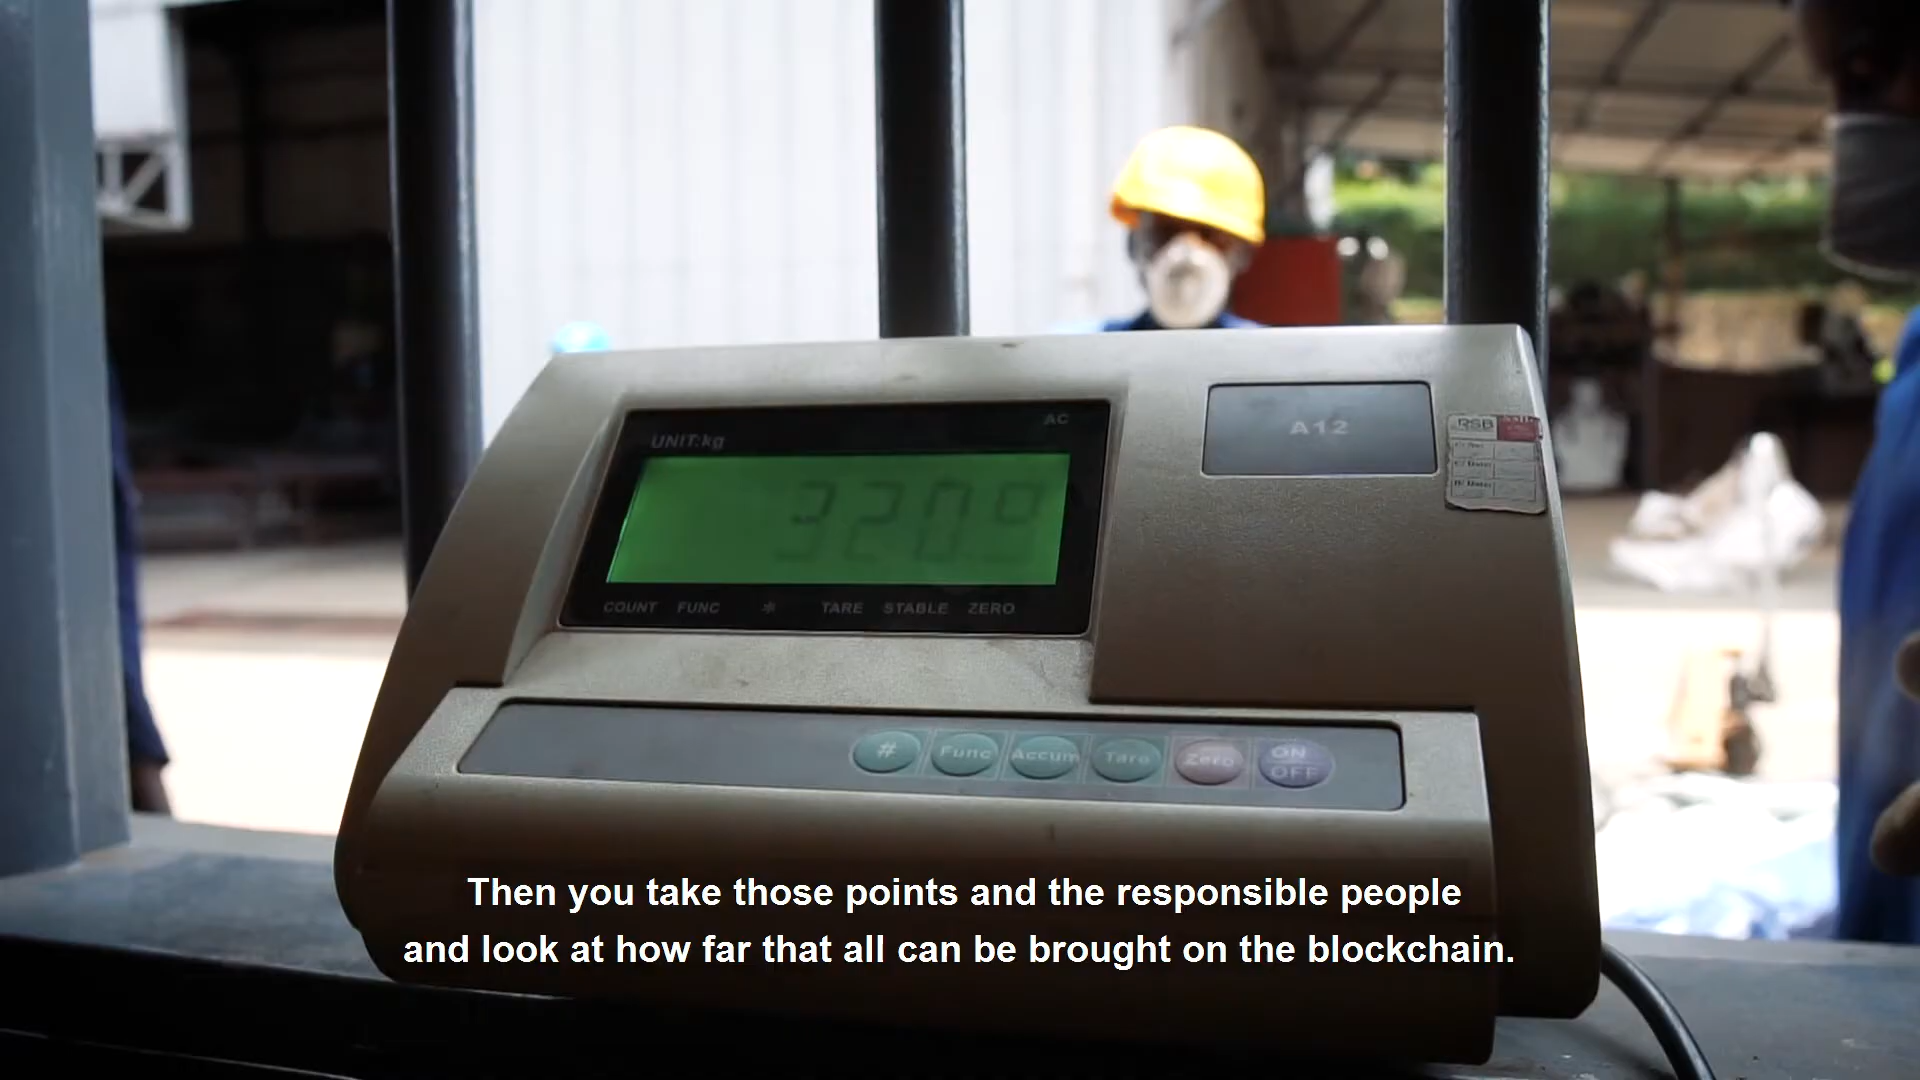 AC
UNIT:kg
A12
RSB
320.9
COUNT FUNC * TARE STABLE ZERO
# Func Accum Tare Zero ON OFF
Then you take those points and the responsible people
and look at how far that all can be brought on the blockchain.